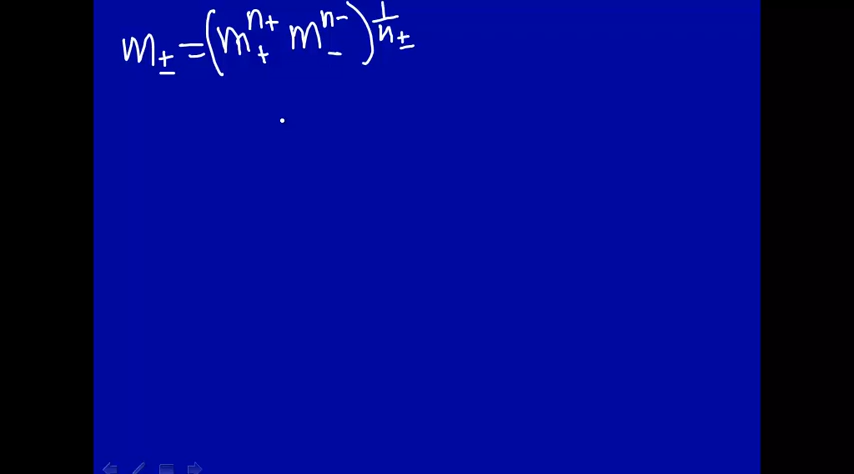 m± = (m₊ⁿ⁺ m₋ⁿ⁻)^(1/n±)